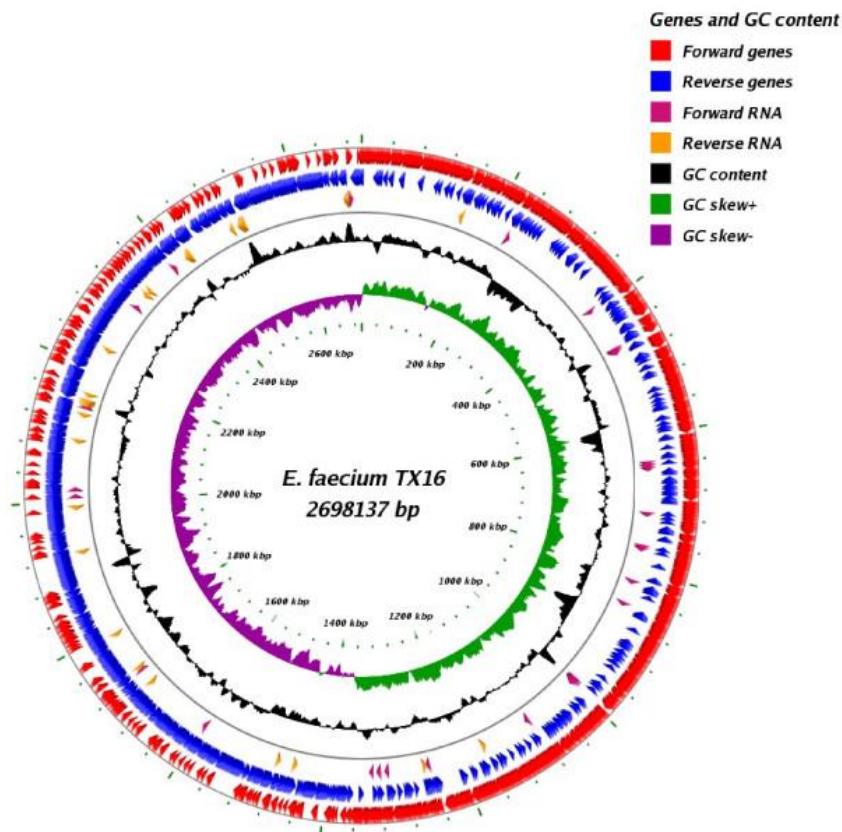 Genes and GC content
Forward genes
Reverse genes
Forward RNA
Reverse RNA
GC content
GC skew+
GC skew-
2600 kbp
200 kbp
2400 kbp
400 kbp
2200 kbp
600 kbp
E. faecium TX16
2000 kbp
2698137 bp
800 kbp
1800 kbp
1000 kbp
1600 kbp
1200 kbp
1400 kbp